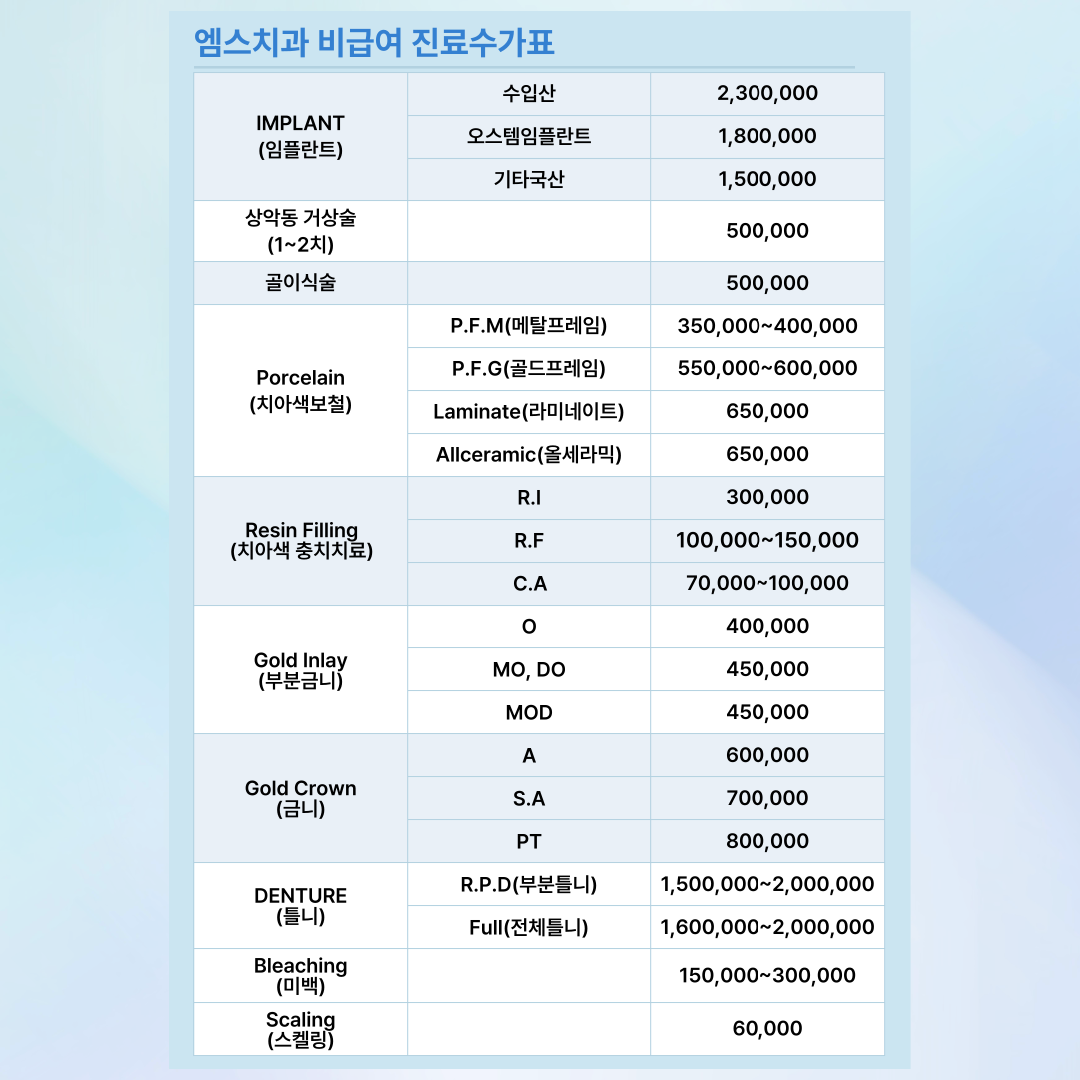 엠스치과 비급여 진료수가표
IMPLANT
(임플란트)
수입산 2,300,000
오스템임플란트 1,800,000
기타국산 1,500,000
상악동 거상술
(1~2치)
500,000
골이식술 500,000
Porcelain
(치아색보철)
P.F.M(메탈프레임) 350,000~400,000
P.F.G(골드프레임) 550,000~600,000
Laminate(라미네이트) 650,000
Allceramic(올세라믹) 650,000
Resin Filling
(치아색 충치치료)
R.I 300,000
R.F 100,000~150,000
C.A 70,000~100,000
Gold Inlay
(부분금니)
O 400,000
MO, DO 450,000
MOD 450,000
Gold Crown
(금니)
A 600,000
S.A 700,000
PT 800,000
DENTURE
(틀니)
R.P.D(부분틀니) 1,500,000~2,000,000
Full(전체틀니) 1,600,000~2,000,000
Bleaching
(미백)
150,000~300,000
Scaling
(스켈링)
60,000